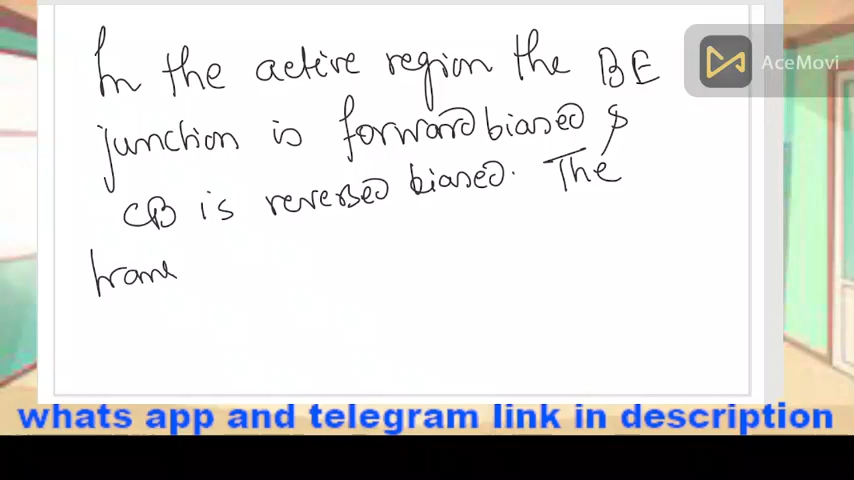 In the active region the BE
AceMovi
junction is forward biased &
CB is reversed biased. The
trans
whats app and telegram link in description